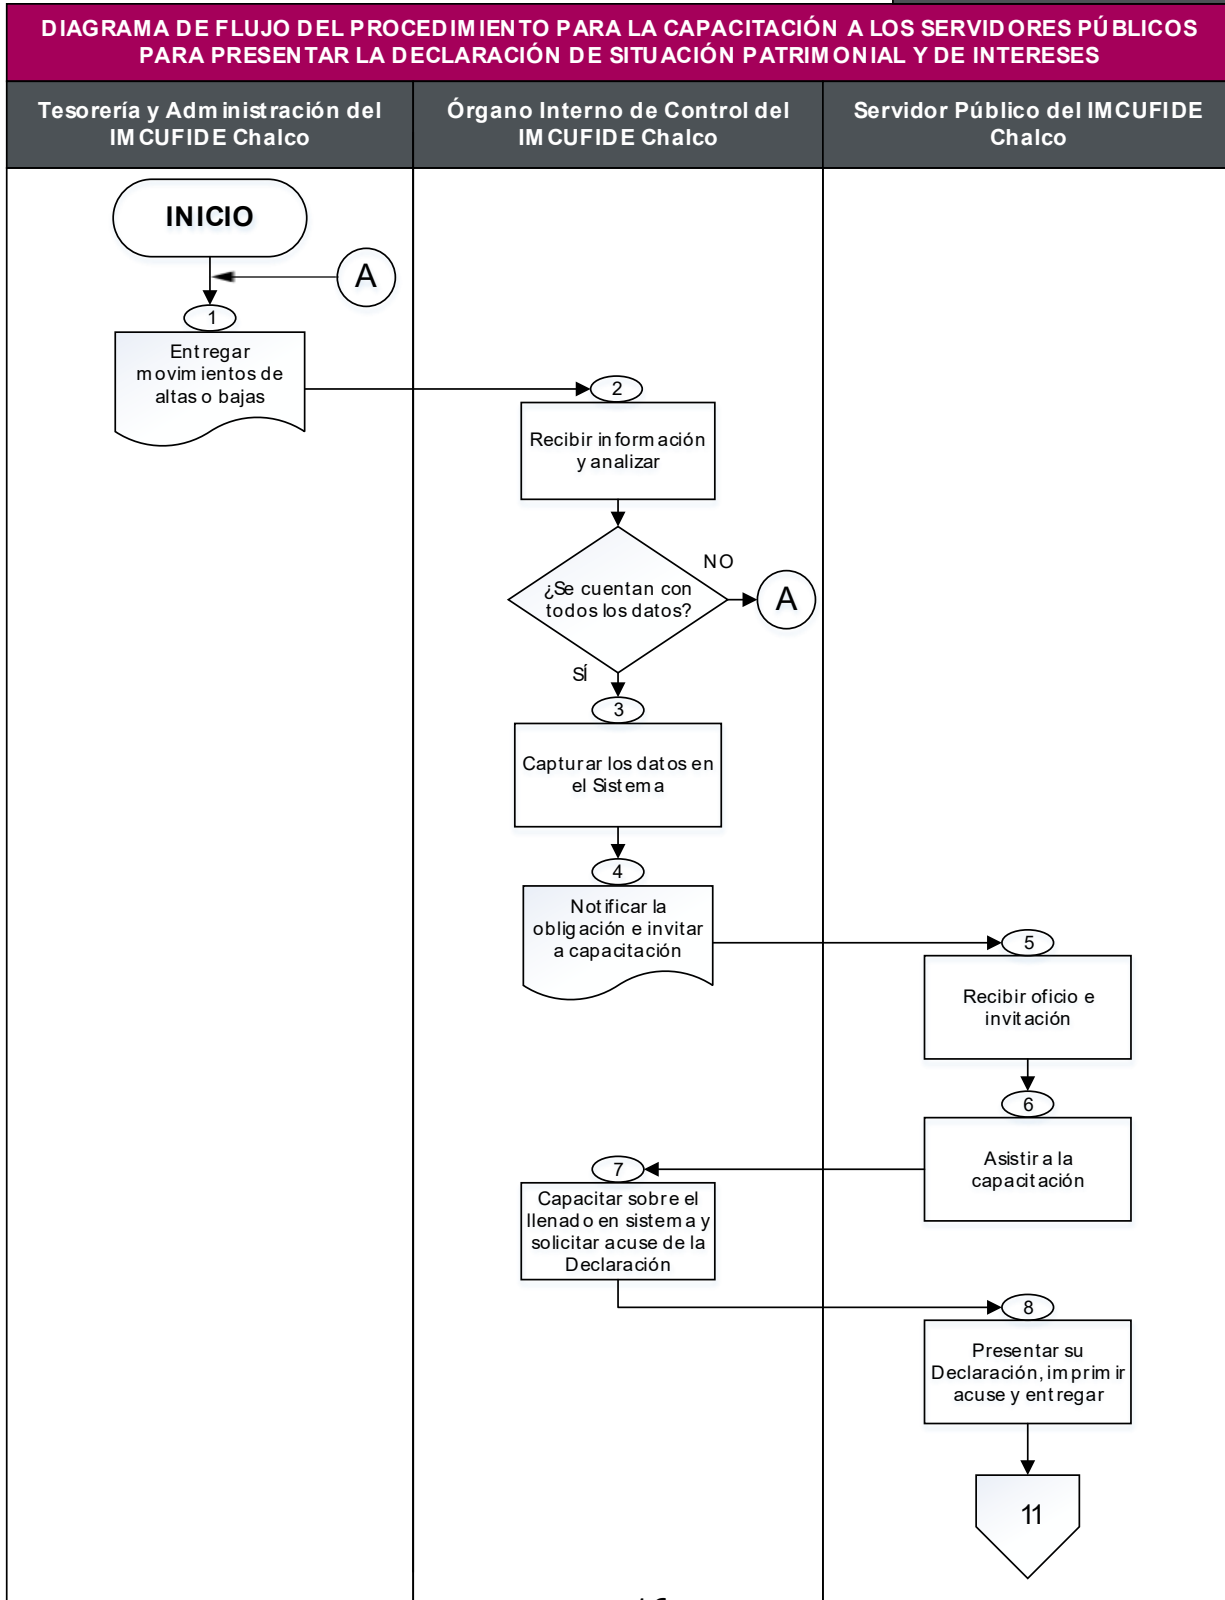 DIAGRAMA DE FLUJO DEL PROCEDIMIENTO PARA LA CAPACITACIÓN A LOS SERVIDORES PÚBLICOS
PARA PRESENTAR LA DECLARACIÓN DE SITUACIÓN PATRIMONIAL Y DE INTERESES
Tesorería y Administración del
IMCUFIDE Chalco
Órgano Interno de Control del
IMCUFIDE Chalco
Servidor Público del IMCUFIDE
Chalco
INICIO
A
1
Entregar
movimientos de
altas o bajas
2
Recibir información
y analizar
¿Se cuentan con
todos los datos?
NO
A
SÍ
3
Capturar los datos en
el Sistema
4
Notificar la
obligación e invitar
a capacitación
5
Recibir oficio e
invitación
6
Asistir a la
capacitación
7
Capacitar sobre el
llenado en sistema y
solicitar acuse de la
Declaración
8
Presentar su
Declaración, imprimir
acuse y entregar
11